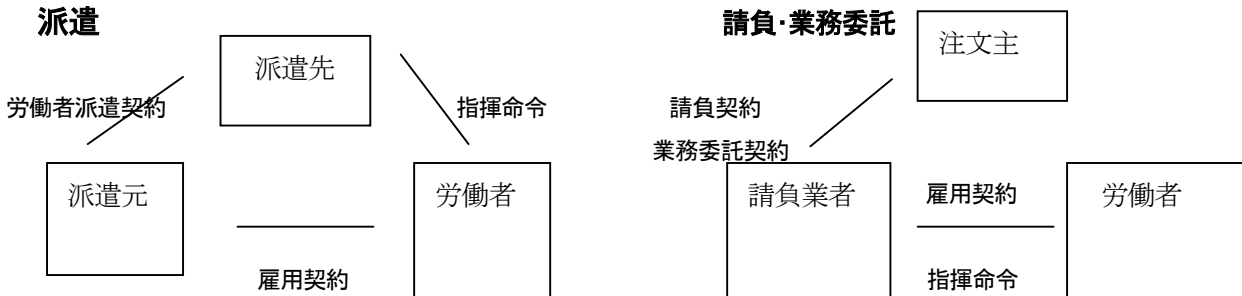 派遣
派遣先
労働者派遣契約
指揮命令
派遣元
労働者
雇用契約
請負・業務委託
注文主
請負契約
業務委託契約
請負業者
雇用契約
労働者
指揮命令